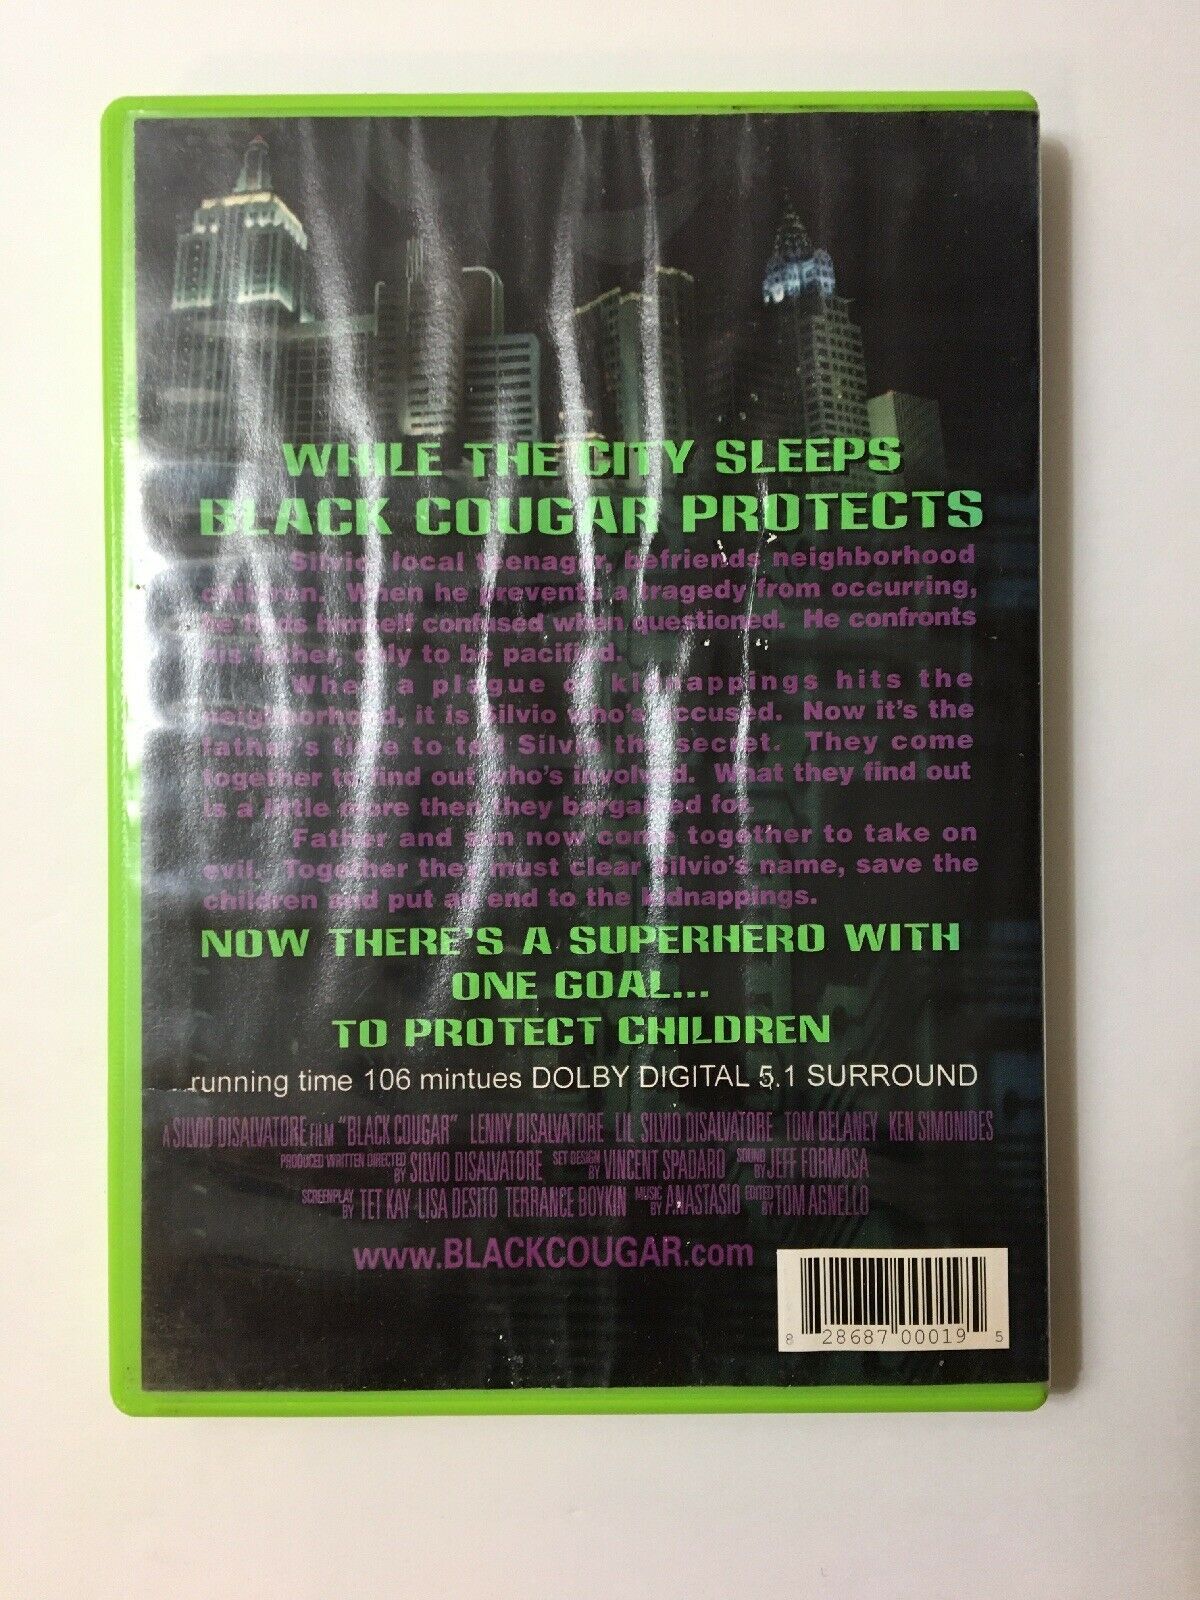 WHILE THE CITY SLEEPS
BLACK COUGAR PROTECTS
Silvio, local teenager, befriends neighborhood
children. When he prevents a tragedy from occurring,
he finds himself confused when questioned. He confronts
his father, only to be pacified.
When a plague of kidnappings hits the
neighborhood, it is Silvio who's accused. Now it's the
father's time to tell Silvio the secret. They come
together to find out who's involved. What they find out
is a little more then they bargained for.
Father and son now come together to take on
evil. Together they must clear Silvio's name, save the
children and put an end to the kidnappings.
NOW THERE'S A SUPERHERO WITH
ONE GOAL...
TO PROTECT CHILDREN
running time 106 mintues DOLBY DIGITAL 5.1 SURROUND
A SILVIO DISALVATORE FILM "BLACK COUGAR" LENNY DISALVATORE LIL SILVIO DISALVATORE TOM DELANEY KEN SIMONIDES
PRODUCED WRITTEN DIRECTED BY SILVIO DISALVATORE SET DESIGN BY VINCENT SPADARO SOUND BY JEFF FORMOSA
SCREENPLAY BY TET KAY LISA DESITO TERRANCE BOYKIN MUSIC BY ANASTASIO EDITED BY TOM AGNELLO
www.BLACKCOUGAR.com
8 28687 00019 5